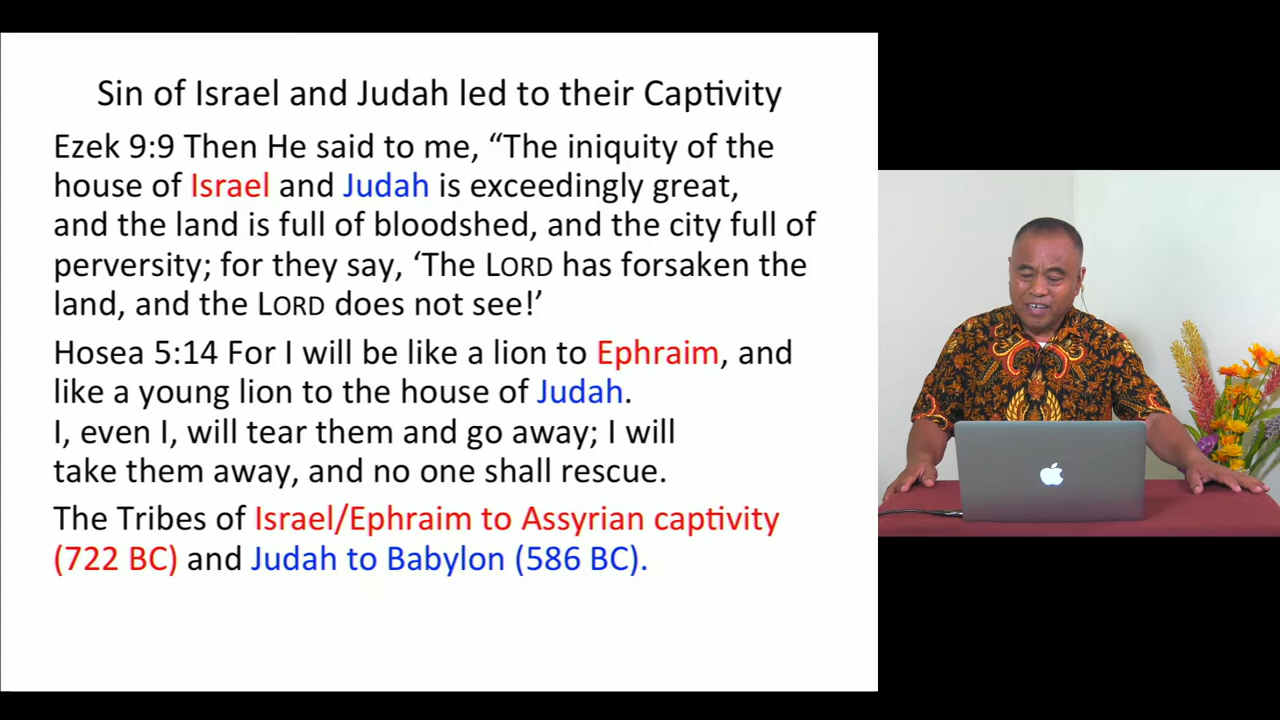 Sin of Israel and Judah led to their Captivity
Ezek 9:9 Then He said to me, “The iniquity of the
house of Israel and Judah is exceedingly great,
and the land is full of bloodshed, and the city full of
perversity; for they say, ‘The LORD has forsaken the
land, and the LORD does not see!’
Hosea 5:14 For I will be like a lion to Ephraim, and
like a young lion to the house of Judah.
I, even I, will tear them and go away; I will
take them away, and no one shall rescue.
The Tribes of Israel/Ephraim to Assyrian captivity
(722 BC) and Judah to Babylon (586 BC).